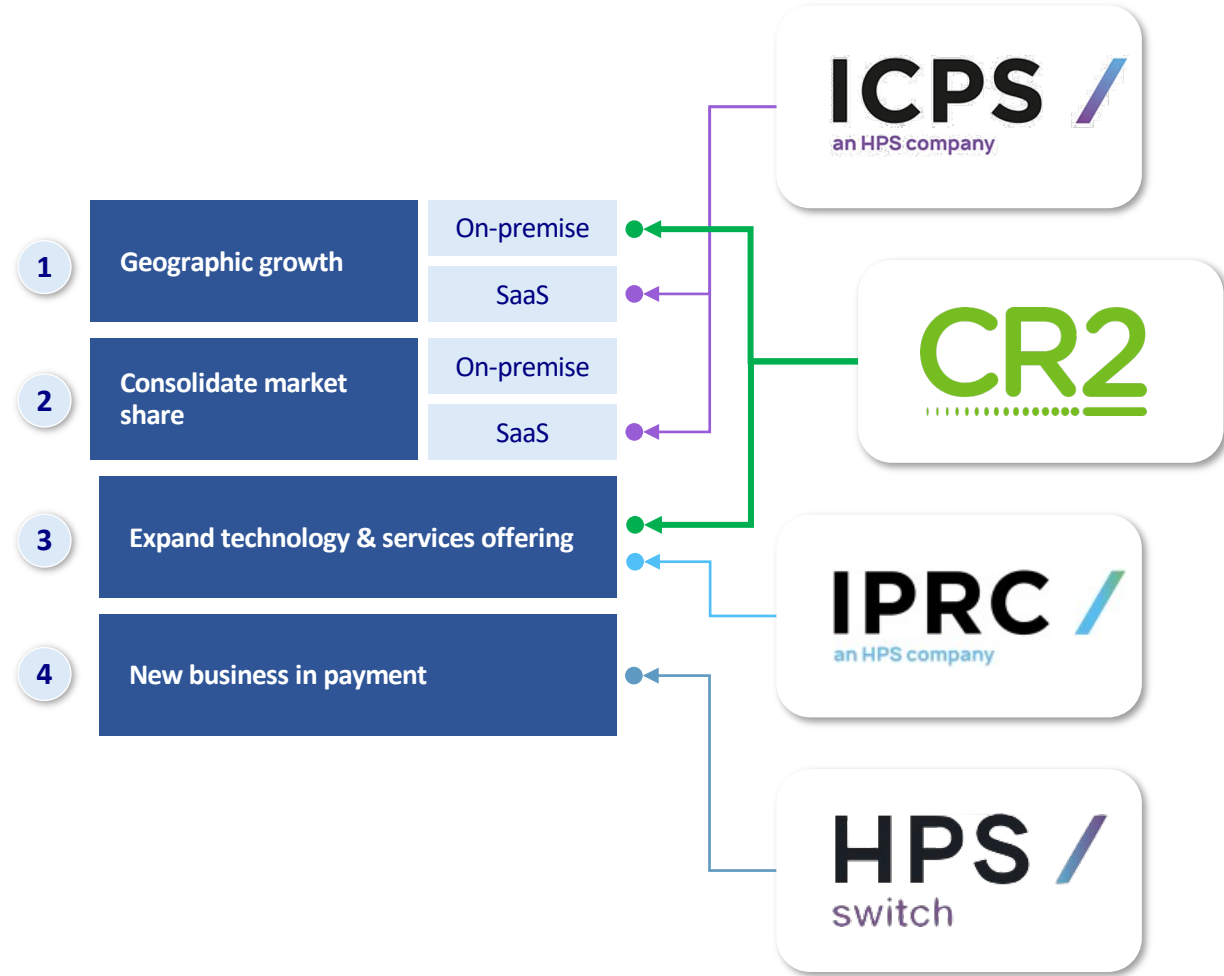 1
Geographic growth
On-premise
SaaS
2
Consolidate market
share
On-premise
SaaS
3
Expand technology & services offering
4
New business in payment
ICPS /
an HPS company
CR2
IPRC /
an HPS company
HPS /
switch